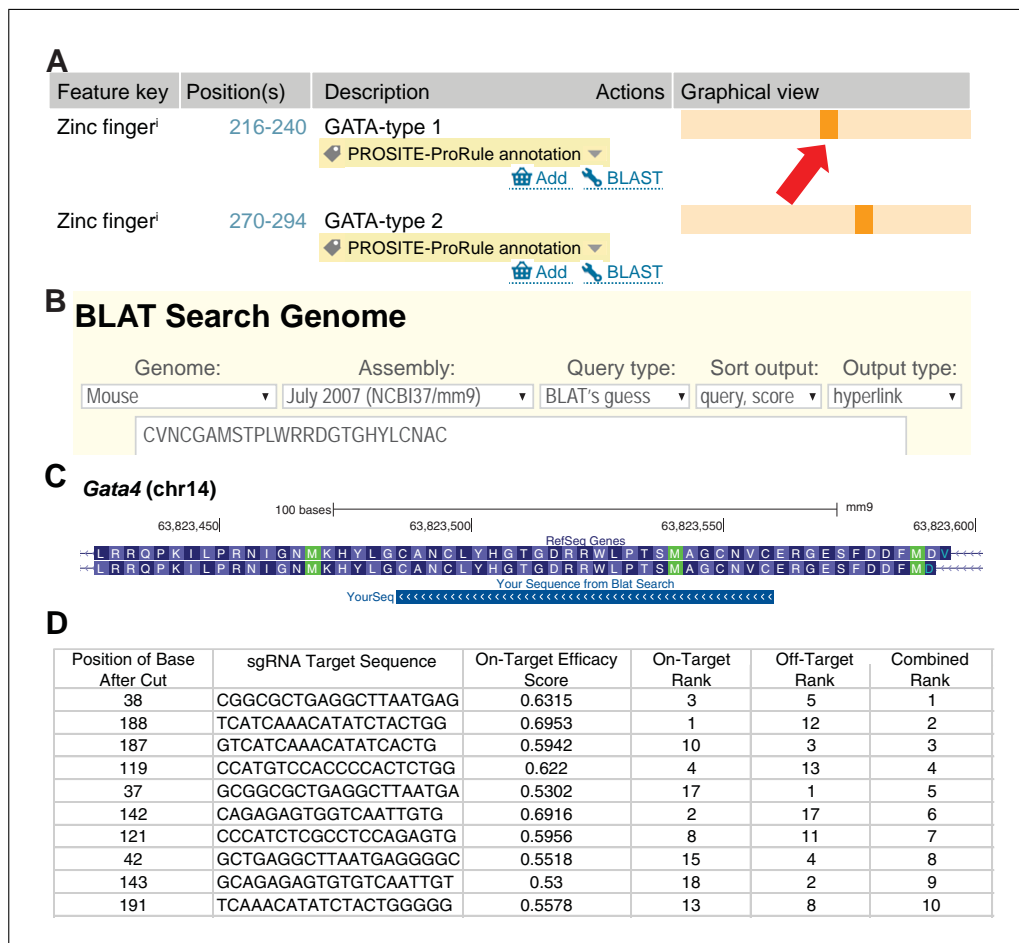 A
Feature key Position(s) Description Actions Graphical view
Zinc fingerⁱ 216-240 GATA-type 1
PROSITE-ProRule annotation
Add BLAST
Zinc fingerⁱ 270-294 GATA-type 2
PROSITE-ProRule annotation
Add BLAST
B
BLAT Search Genome
Genome: Assembly: Query type: Sort output: Output type:
Mouse July 2007 (NCBI37/mm9) BLAT's guess query, score hyperlink
CVNCGAMSTPLWRRDGTGHYLCNAC
C
Gata4 (chr14)
100 bases mm9
63,823,450 63,823,500 63,823,550 63,823,600
RefSeq Genes
L R R Q P K I L P R N I G N M K H Y L G C A N C L Y H G T G D R R W L P T S M A G C N V C E R G E S F D D F M D V
L R R Q P K I L P R N I G N M K H Y L G C A N C L Y H G T G D R R W L P T S M A G C N V C E R G E S F D D F M D
Your Sequence from Blat Search
YourSeq
D
Position of Base After Cut sgRNA Target Sequence On-Target Efficacy Score On-Target Rank Off-Target Rank Combined Rank
38 CGGCGCTGAGGCTTAATGAG 0.6315 3 5 1
188 TCATCAAACATATCTACTGG 0.6953 1 12 2
187 GTCATCAAACATATCACTG 0.5942 10 3 3
119 CCATGTCCACCCCACTCTGG 0.622 4 13 4
37 GCGGCGCTGAGGCTTAATGA 0.5302 17 1 5
142 CAGAGAGTGGTCAATTGTG 0.6916 2 17 6
121 CCCATCTCGCCTCCAGAGTG 0.5956 8 11 7
42 GCTGAGGCTTAATGAGGGGC 0.5518 15 4 8
143 GCAGAGAGTGTGTCAATTGT 0.53 18 2 9
191 TCAAACATATCTACTGGGGG 0.5578 13 8 10